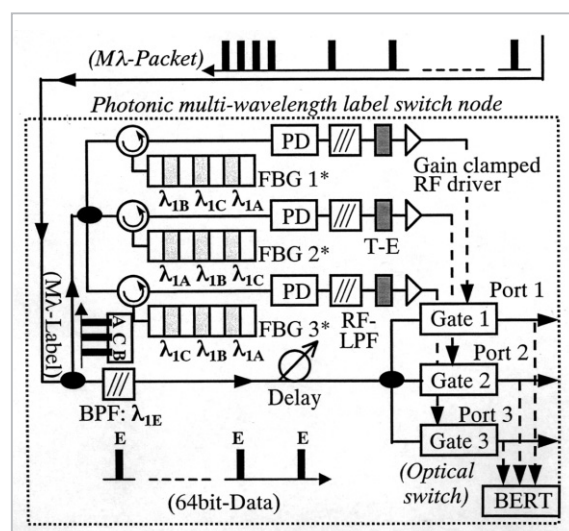 (Mλ-Packet)
Photonic multi-wavelength label switch node
PD
FBG 1*
λ1B λ1C λ1A
Gain clamped
RF driver
PD
FBG 2*
T-E
λ1A λ1B λ1C
PD
FBG 3*
RF-
LPF
λ1C λ1B λ1A
(Mλ-Label)
A C B
BPF: λ1E
Delay
Gate 1
Port 1
Gate 2
Port 2
Gate 3
Port 3
(Optical
switch)
BERT
E E E
(64bit-Data)